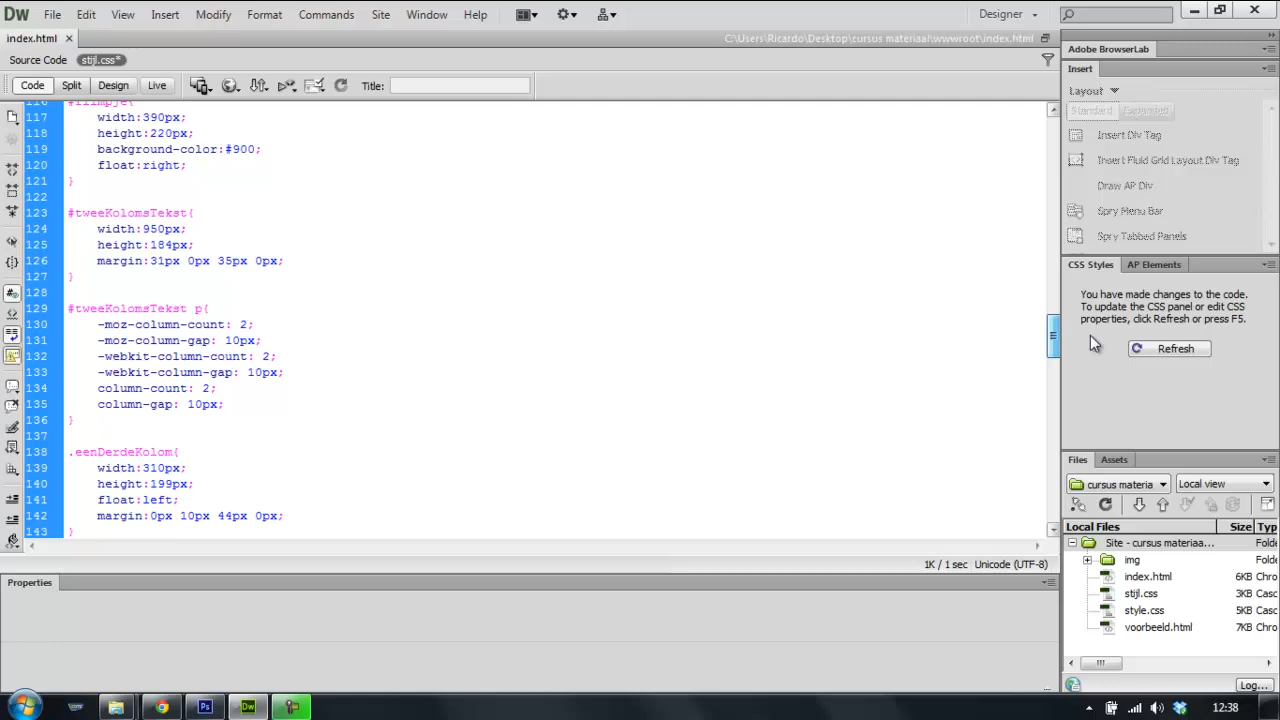 Dw File Edit View Insert Modify Format Commands Site Window Help Designer
index.html C:\Users\Ricardo\Desktop\cursus materiaal\wwwroot\index.html
Source Code stijl.css*
Code Split Design Live Title:
116 #filmpje{
117 width:390px;
118 height:220px;
119 background-color:#900;
120 float:right;
121 }
122
123 #tweeKolomsTekst{
124 width:950px;
125 height:184px;
126 margin:31px 0px 35px 0px;
127 }
128
129 #tweeKolomsTekst p{
130 -moz-column-count: 2;
131 -moz-column-gap: 10px;
132 -webkit-column-count: 2;
133 -webkit-column-gap: 10px;
134 column-count: 2;
135 column-gap: 10px;
136 }
137
138 .eenDerdeKolom{
139 width:310px;
140 height:199px;
141 float:left;
142 margin:0px 10px 44px 0px;
143 }
1K / 1 sec Unicode (UTF-8)
Properties
Adobe BrowserLab
Insert
Layout
Standard Expanded
Insert Div Tag
Insert Fluid Grid Layout Div Tag
Draw AP Div
Spry Menu Bar
Spry Tabbed Panels
CSS Styles AP Elements
You have made changes to the code.
To update the CSS panel or edit CSS
properties, click Refresh or press F5.
Refresh
Files Assets
cursus materia Local view
Local Files Size Typ
Site - cursus materiaa... Folde
img Folde
index.html 6KB Chro
stijl.css 3KB Casc
style.css 5KB Casc
voorbeeld.html 7KB Chro
Log...
Ps Dw 12:38